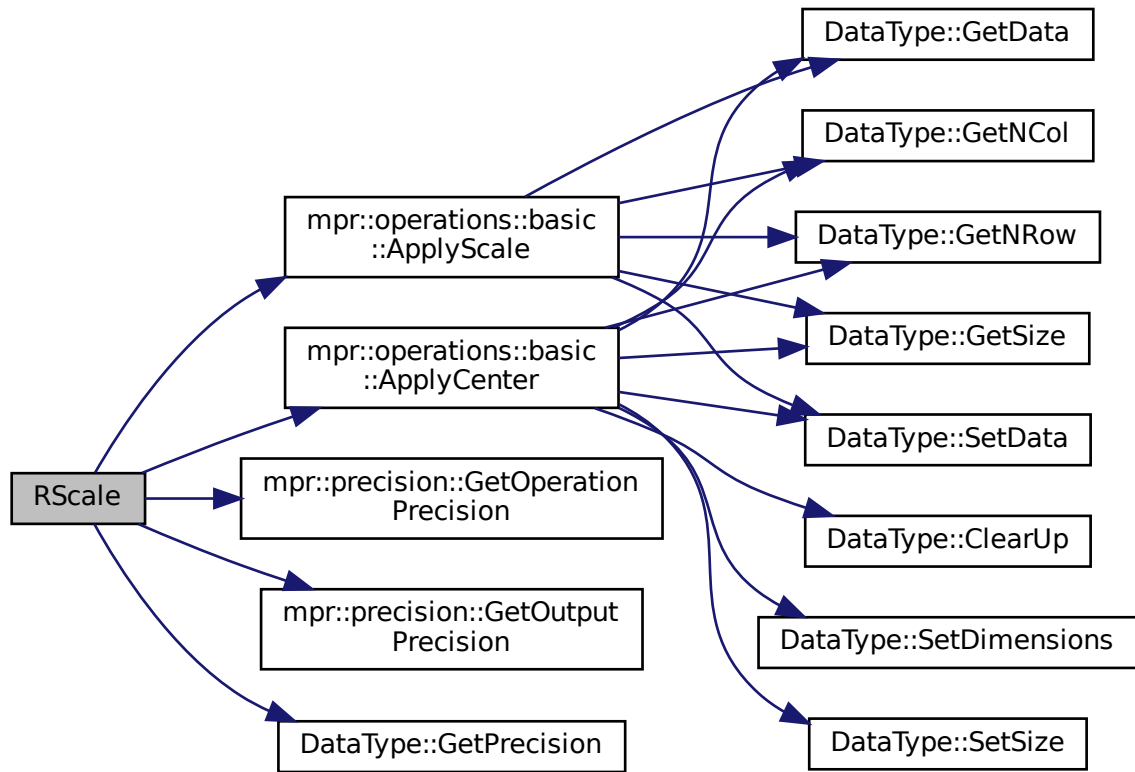 RScale
mpr::operations::basic
::ApplyScale
mpr::operations::basic
::ApplyCenter
mpr::precision::GetOperation
Precision
mpr::precision::GetOutput
Precision
DataType::GetPrecision
DataType::GetData
DataType::GetNCol
DataType::GetNRow
DataType::GetSize
DataType::SetData
DataType::ClearUp
DataType::SetDimensions
DataType::SetSize